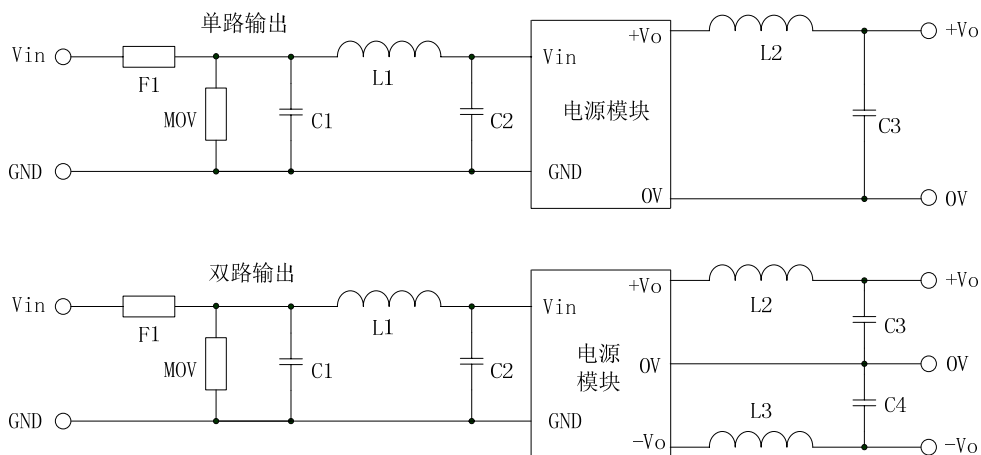 单路输出
Vin
F1
MOV
C1
L1
C2
GND
Vin
GND
电源模块
+Vo
0V
L2
C3
+Vo
0V
双路输出
Vin
F1
MOV
C1
L1
C2
GND
Vin
GND
电源
模块
+Vo
0V
-Vo
L2
C3
L3
C4
+Vo
0V
-Vo